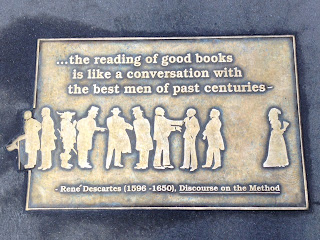 ...the reading of good books
is like a conversation with
the best men of past centuries–
- René Descartes (1596 -1650), Discourse on the Method